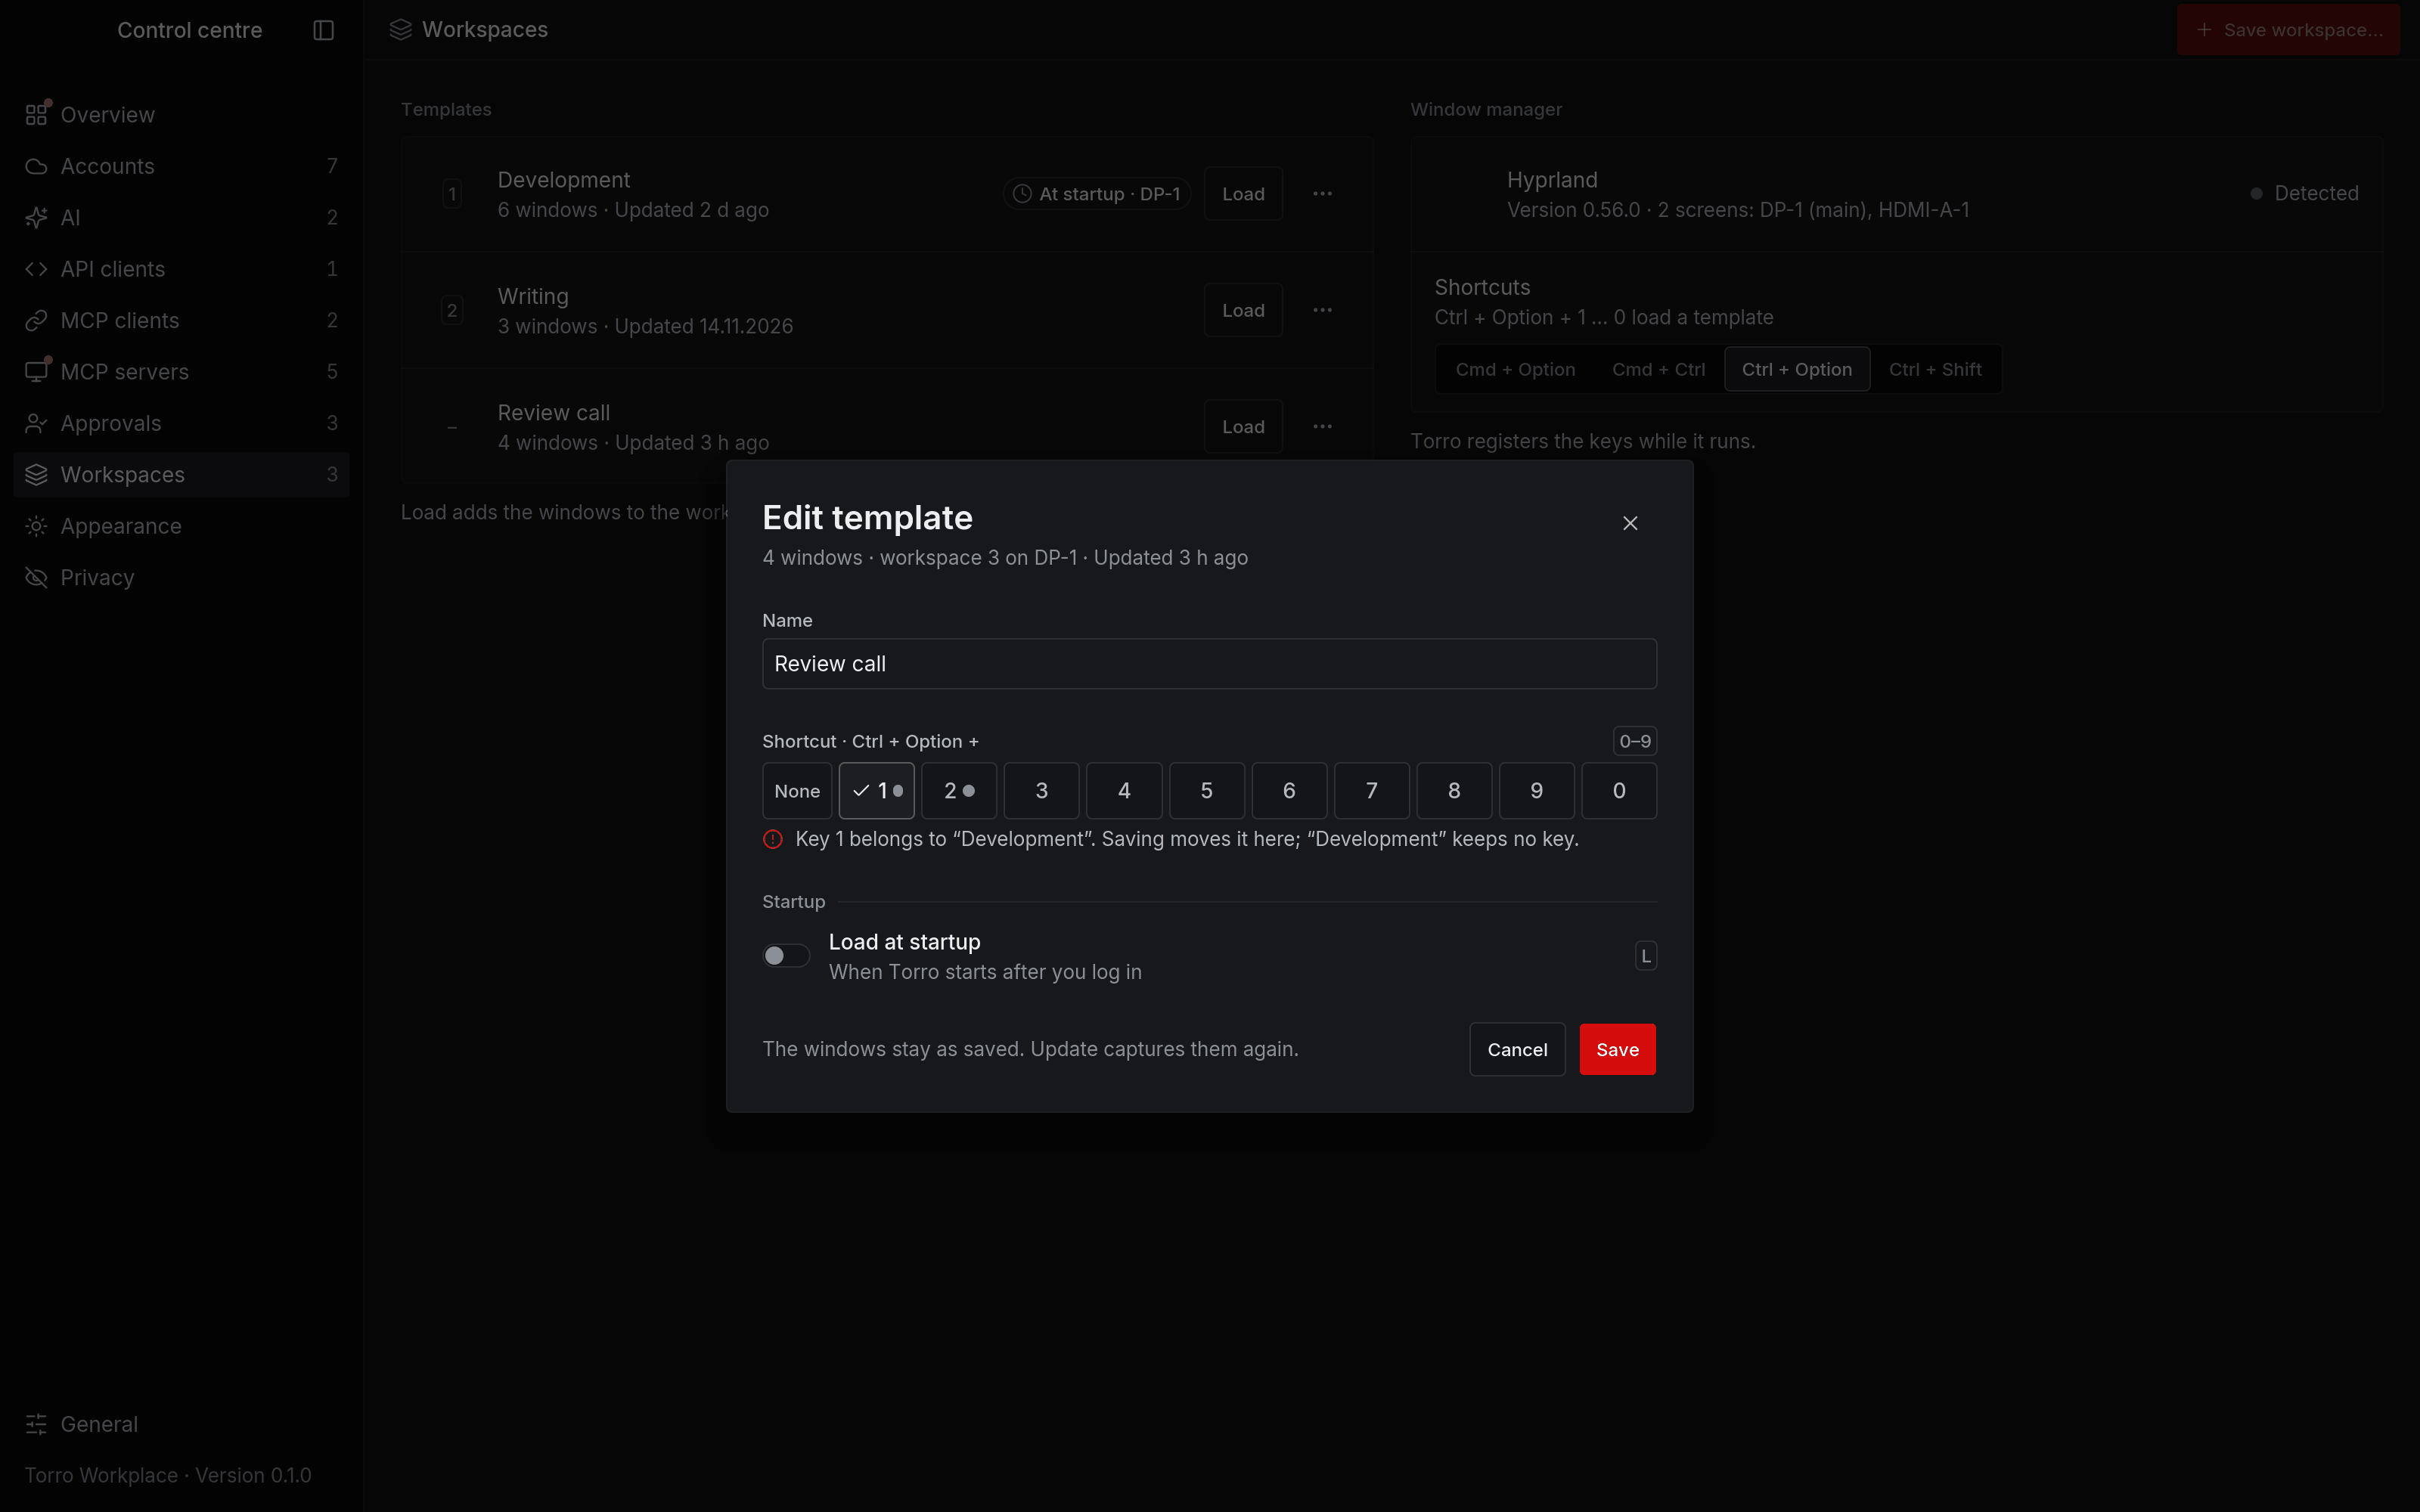 Control centre
Workspaces
+ Save workspace...
Overview
Accounts 7
AI 2
API clients 1
MCP clients 2
MCP servers 5
Approvals 3
Workspaces 3
Appearance
Privacy
General
Torro Workplace · Version 0.1.0
Templates
1
Development
6 windows · Updated 2 d ago
At startup · DP-1
Load
2
Writing
3 windows · Updated 14.11.2026
Load
–
Review call
4 windows · Updated 3 h ago
Load
Load adds the windows to the work
Window manager
Hyprland
Version 0.56.0 · 2 screens: DP-1 (main), HDMI-A-1
Detected
Shortcuts
Ctrl + Option + 1 … 0 load a template
Cmd + Option Cmd + Ctrl Ctrl + Option Ctrl + Shift
Torro registers the keys while it runs.
Edit template
4 windows · workspace 3 on DP-1 · Updated 3 h ago
Name
Review call
Shortcut · Ctrl + Option +
0–9
None 1 2 3 4 5 6 7 8 9 0
Key 1 belongs to “Development”. Saving moves it here; “Development” keeps no key.
Startup
Load at startup
When Torro starts after you log in
L
The windows stay as saved. Update captures them again.
Cancel
Save